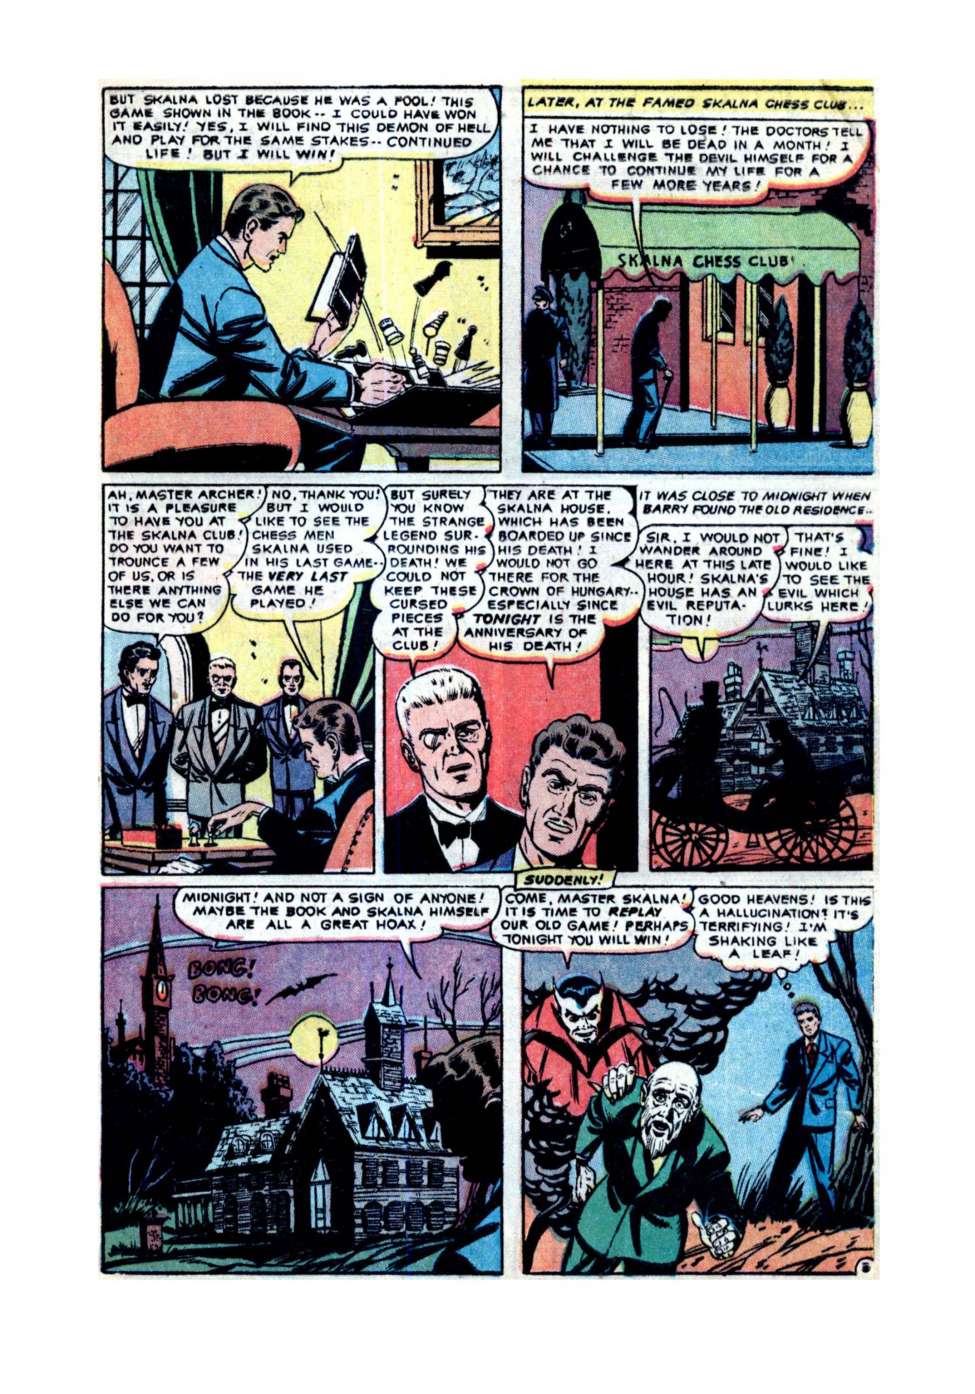 BUT SKALNA LOST BECAUSE HE WAS A FOOL! THIS
GAME SHOWN IN THE BOOK-- I COULD HAVE WON
IT EASILY! YES, I WILL FIND THIS DEMON OF HELL
AND PLAY FOR THE SAME STAKES-- CONTINUED
LIFE! BUT I WILL WIN!
LATER, AT THE FAMED SKALNA CHESS CLUB...
I HAVE NOTHING TO LOSE! THE DOCTORS TELL
ME THAT I WILL BE DEAD IN A MONTH! I
WILL CHALLENGE THE DEVIL HIMSELF FOR A
CHANCE TO CONTINUE MY LIFE FOR A
FEW MORE YEARS!
SKALNA CHESS CLUB
AH, MASTER ARCHER!
IT IS A PLEASURE
TO HAVE YOU AT
THE SKALNA CLUB!
DO YOU WANT TO
TROUNCE A FEW
OF US, OR IS
THERE ANYTHING
ELSE WE CAN
DO FOR YOU?
NO, THANK YOU!
BUT I WOULD
LIKE TO SEE THE
CHESS MEN
SKALNA USED
IN HIS LAST GAME--
THE VERY LAST
GAME HE
PLAYED!
BUT SURELY
YOU KNOW
THE STRANGE
LEGEND SUR-
ROUNDING HIS
DEATH! WE
COULD NOT
KEEP THESE
CURSED
PIECES
AT THE
CLUB!
THEY ARE AT THE
SKALNA HOUSE,
WHICH HAS BEEN
BOARDED UP SINCE
HIS DEATH! I
WOULD NOT GO
THERE FOR THE
CROWN OF HUNGARY--
ESPECIALLY SINCE
TONIGHT IS THE
ANNIVERSARY OF
HIS DEATH!
IT WAS CLOSE TO MIDNIGHT WHEN
BARRY FOUND THE OLD RESIDENCE--
SIR, I WOULD NOT
WANDER AROUND
HERE AT THIS LATE
HOUR! SKALNA'S
HOUSE HAS AN
EVIL REPUTA-
TION!
THAT'S
FINE! I
WOULD LIKE
TO SEE THE
EVIL WHICH
LURKS HERE!
MIDNIGHT! AND NOT A SIGN OF ANYONE!
MAYBE THE BOOK AND SKALNA HIMSELF
ARE ALL A GREAT HOAX!
BONG!
BONG!
SUDDENLY!
COME, MASTER SKALNA!
IT IS TIME TO REPLAY
OUR OLD GAME! PERHAPS
TONIGHT YOU WILL WIN!
GOOD HEAVENS! IS THIS
A HALLUCINATION? IT'S
TERRIFYING! I'M
SHAKING LIKE
A LEAF!